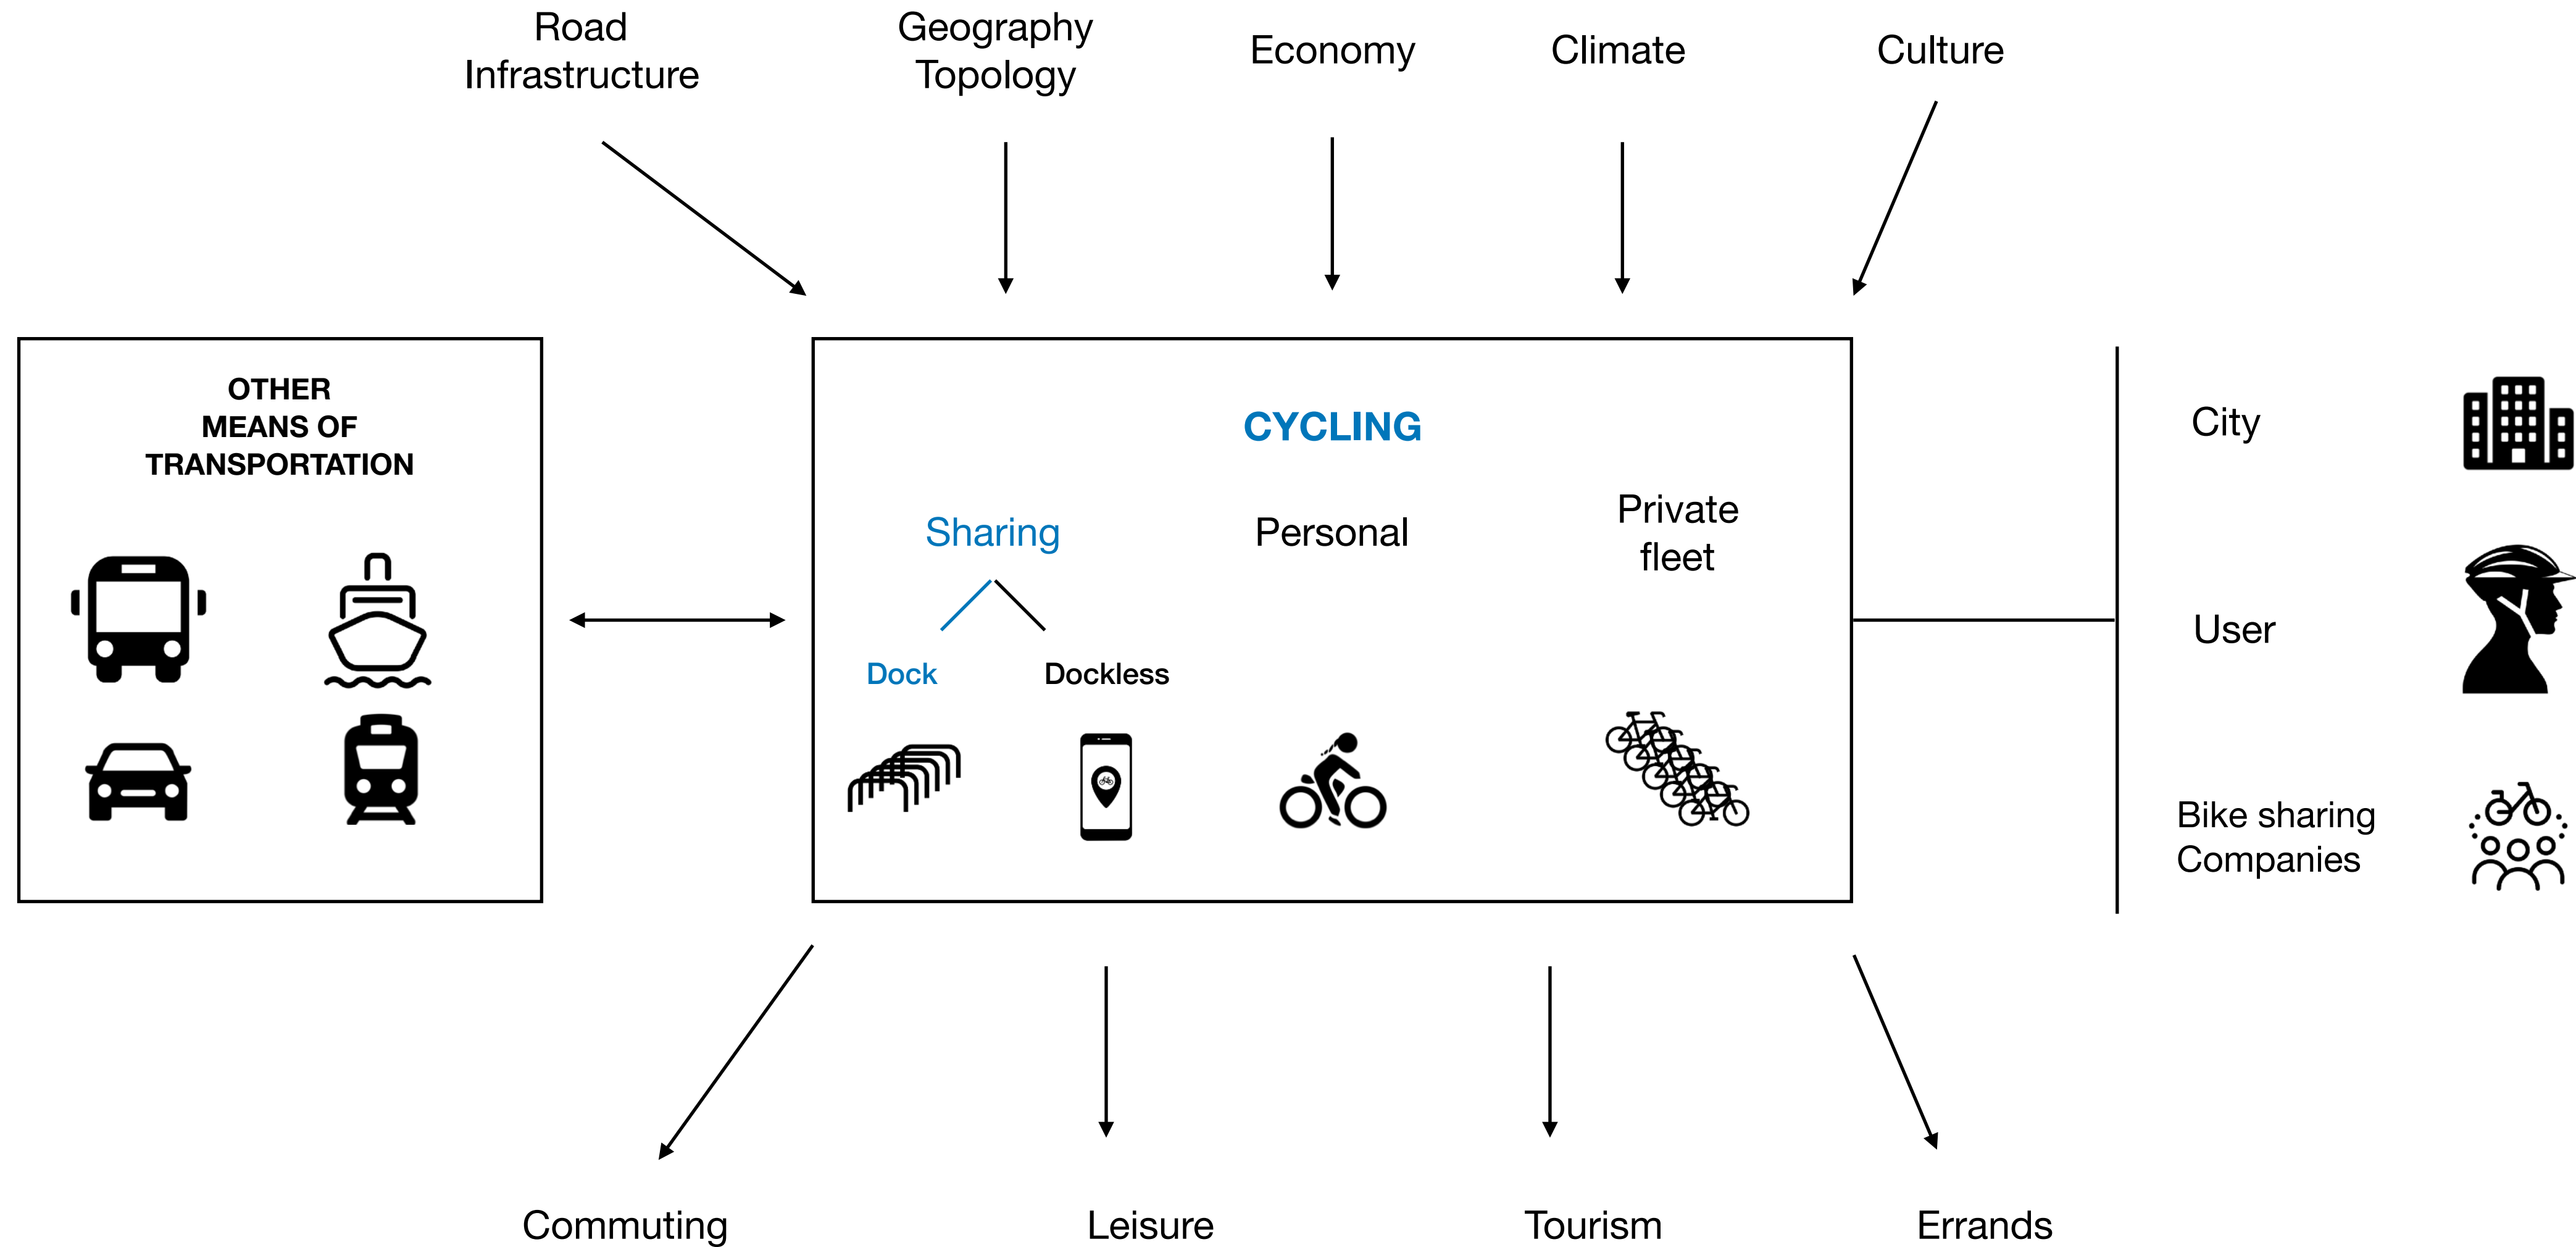 Road
Infrastructure
Geography
Topology
Economy
Climate
Culture
OTHER
MEANS OF
TRANSPORTATION
CYCLING
Sharing
Personal
Private
fleet
Dock
Dockless
City
User
Bike sharing
Companies
Commuting
Leisure
Tourism
Errands